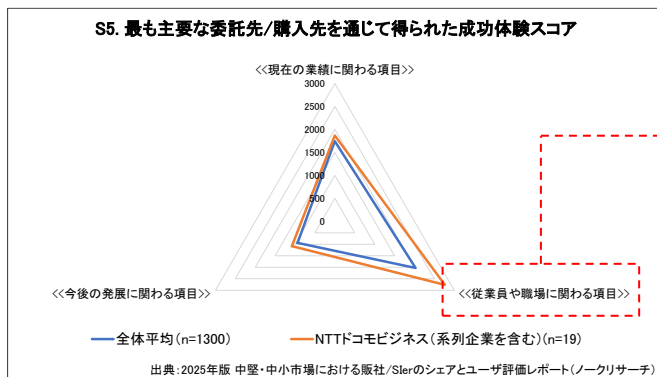 S5. 最も主要な委託先/購入先を通じて得られた成功体験スコア
<<現在の業績に関わる項目>>
3000
2500
2000
1500
1000
500
0
<<今後の発展に関わる項目>>
<<従業員や職場に関わる項目>>
全体平均(n=1300)
NTTドコモビジネス(系列企業を含む)(n=19)
出典:2025年版 中堅・中小市場における販社/SIerのシェアとユーザ評価レポート(ノークリサーチ)